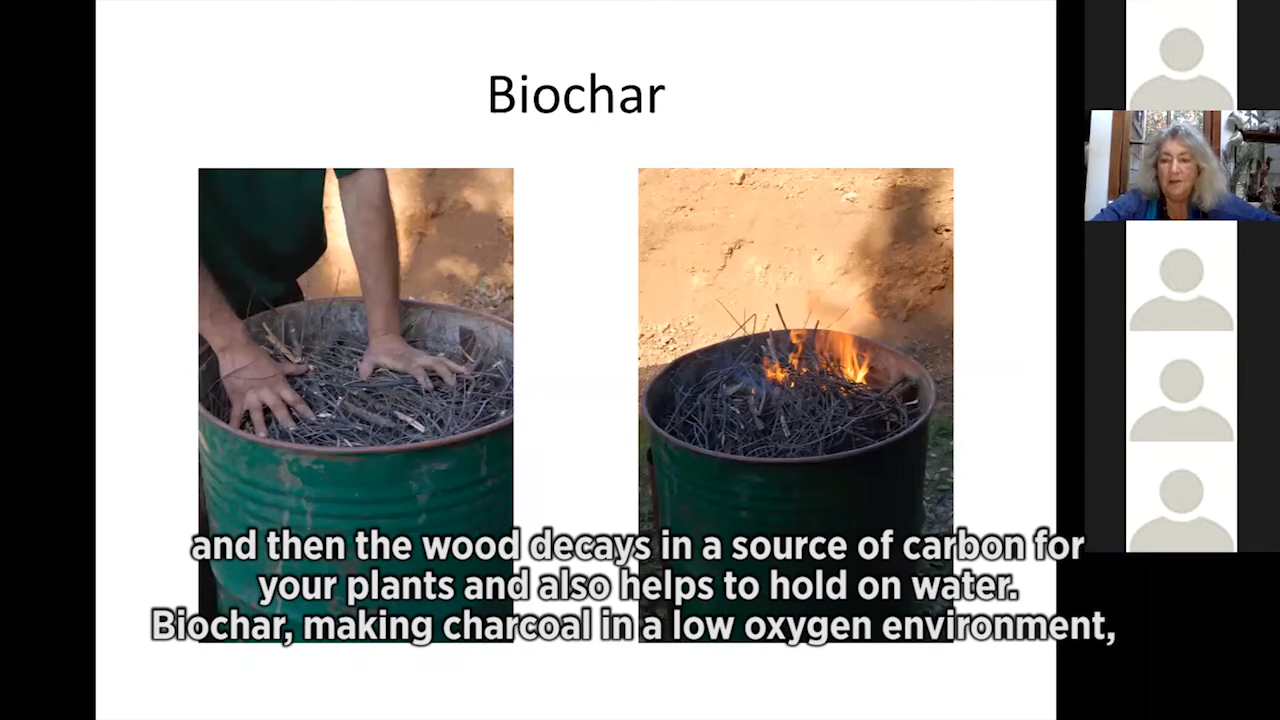 Biochar
and then the wood decays in a source of carbon for
your plants and also helps to hold on water.
Biochar, making charcoal in a low oxygen environment,